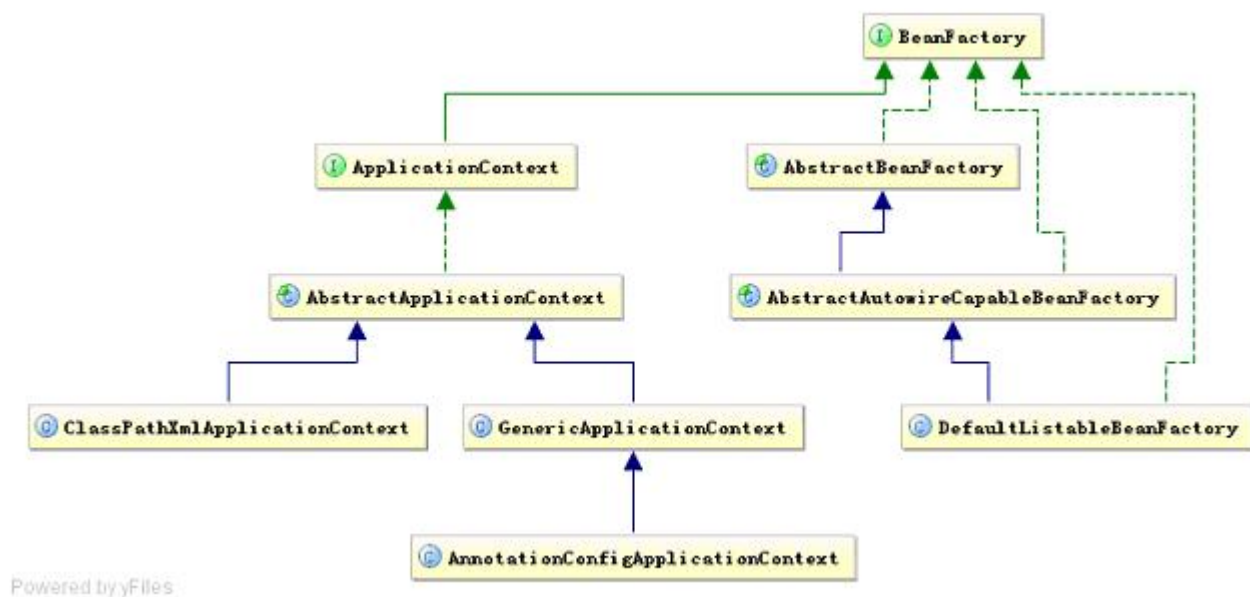 I BeanFactory
I ApplicationContext
C AbstractBeanFactory
C AbstractApplicationContext
C AbstractAutowireCapableBeanFactory
C ClassPathXmlApplicationContext
C GenericApplicationContext
C DefaultListableBeanFactory
C AnnotationConfigApplicationContext
Powered by yFiles